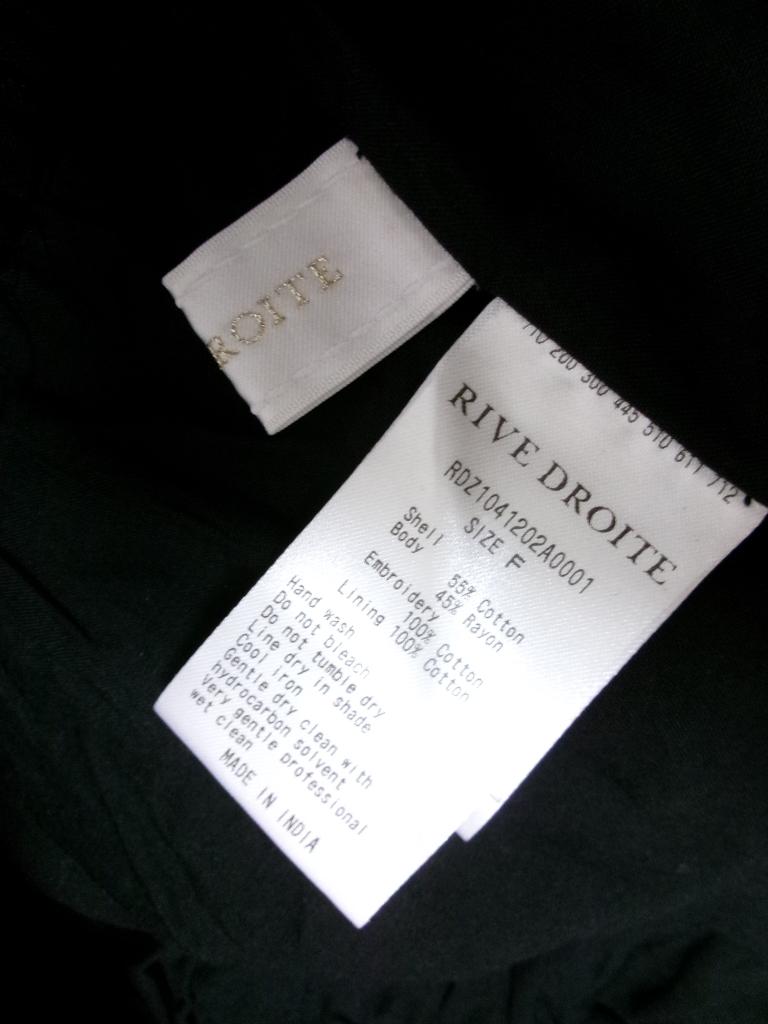 ROITE
710 200 300 445 510 611 712
RIVE DROITE
RDZ1041202A0001
SIZE F
Shell
Body 55% Cotton
45% Rayon
Embroidery 100% Cotton
Lining 100% Cotton
Hand wash
Do not bleach
Do not tumble dry
Line dry in shade
Cool iron
Gentle dry clean with
hydrocarbon solvent
Very gentle professional
wet clean
MADE IN INDIA